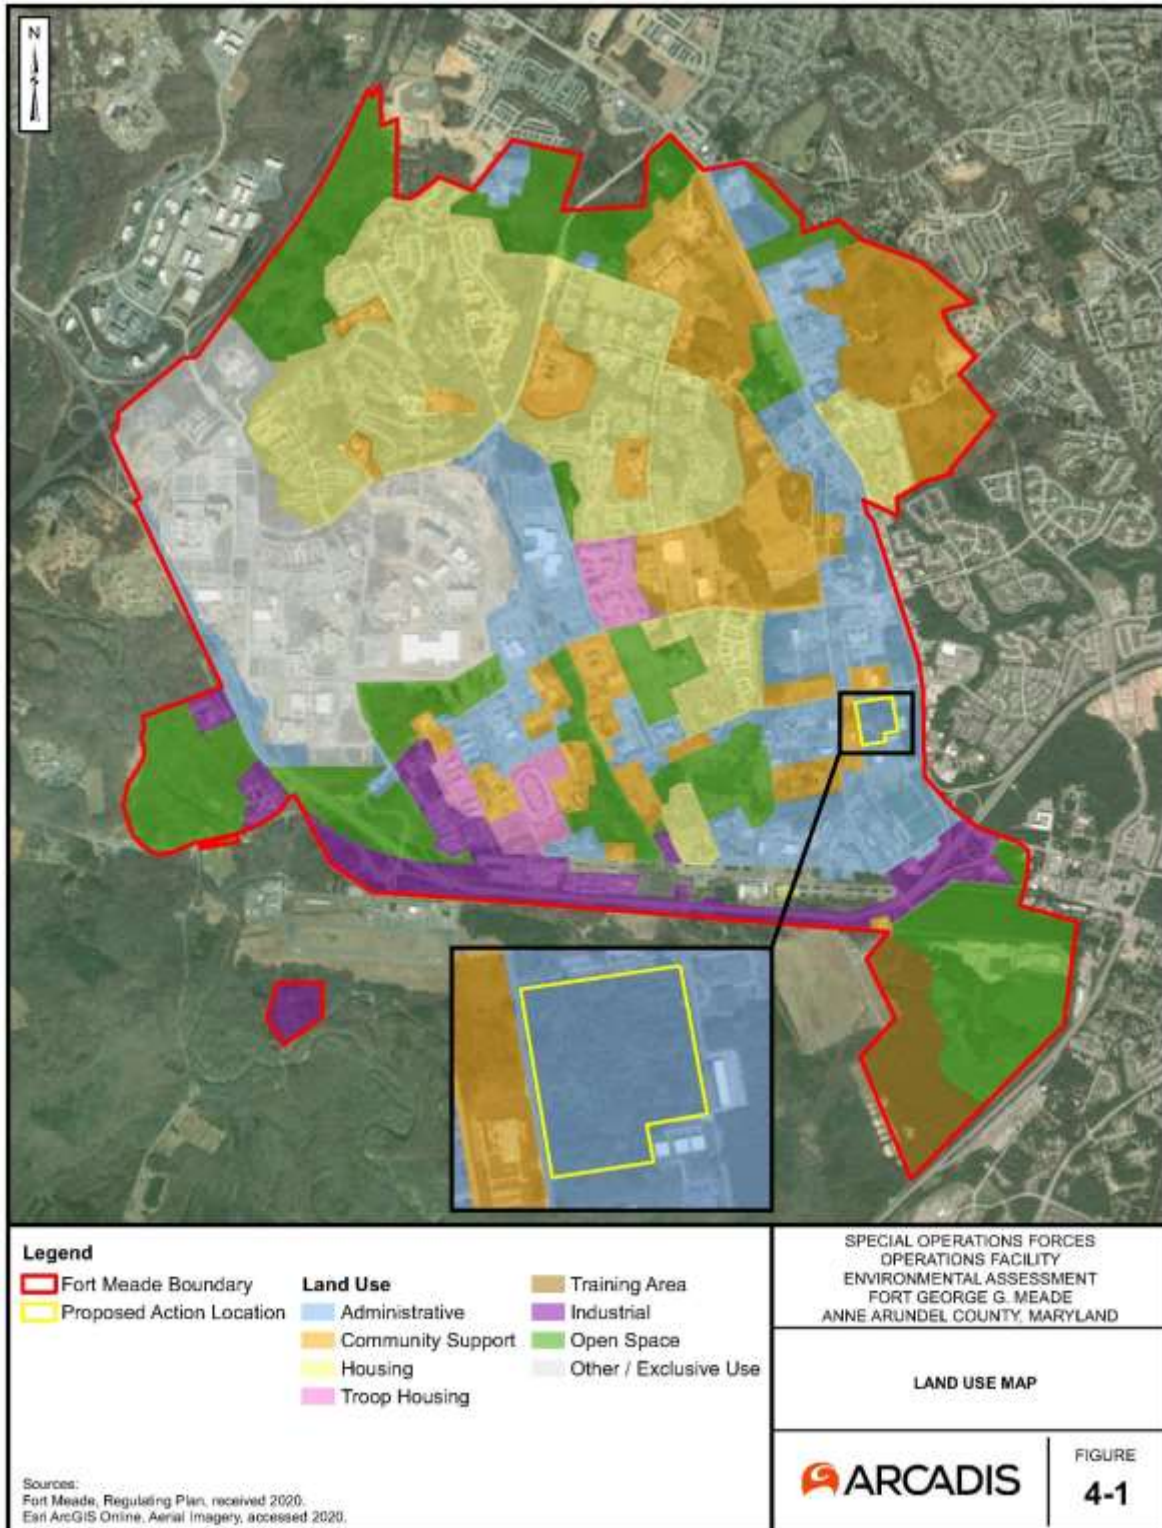 N
Legend
Fort Meade Boundary
Proposed Action Location
Land Use
Administrative
Community Support
Housing
Troop Housing
Training Area
Industrial
Open Space
Other / Exclusive Use
Sources:
Fort Meade, Regulating Plan, received 2020.
Esri ArcGIS Online, Aerial Imagery, accessed 2020.
SPECIAL OPERATIONS FORCES
OPERATIONS FACILITY
ENVIRONMENTAL ASSESSMENT
FORT GEORGE G. MEADE
ANNE ARUNDEL COUNTY, MARYLAND
LAND USE MAP
ARCADIS
FIGURE
4-1